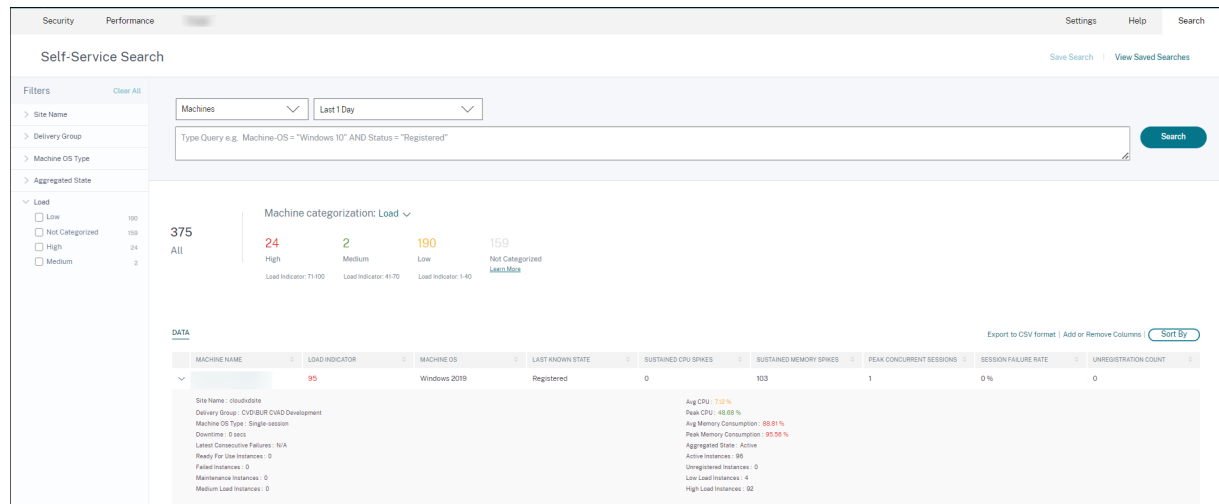 Security Performance Settings Help Search
Self-Service Search Save Search View Saved Searches
Filters Clear All
Site Name
Delivery Group
Machine OS Type
Aggregated State
Load
Low 190
Not Categorized 159
High 24
Medium 2
Machines Last 1 Day
Type Query e.g. Machine-OS = "Windows 10" AND Status = "Registered"
Search
Machine categorization: Load
375 24 2 190 159
All High Medium Low Not Categorized
Learn More
Load Indicator: 71-100 Load Indicator: 41-70 Load Indicator: 1-40
DATA Export to CSV format | Add or Remove Columns | Sort By
MACHINE NAME LOAD INDICATOR MACHINE OS LAST KNOWN STATE SUSTAINED CPU SPIKES SUSTAINED MEMORY SPIKES PEAK CONCURRENT SESSIONS SESSION FAILURE RATE UNREGISTRATION COUNT
95 Windows 2019 Registered 0 103 1 0 % 0
Site Name : cloudxdsite Avg CPU : 7.12 %
Delivery Group : CVD\BUR CVAD Development Peak CPU : 48.68 %
Machine OS Type : Single-session Avg Memory Consumption : 88.81 %
Downtime : 0 secs Peak Memory Consumption : 95.56 %
Latest Consecutive Failures : N/A Aggregated State : Active
Ready For Use Instances : 0 Active Instances : 96
Failed Instances : 0 Unregistered Instances : 0
Maintenance Instances : 0 Low Load Instances : 4
Medium Load Instances : 0 High Load Instances : 92